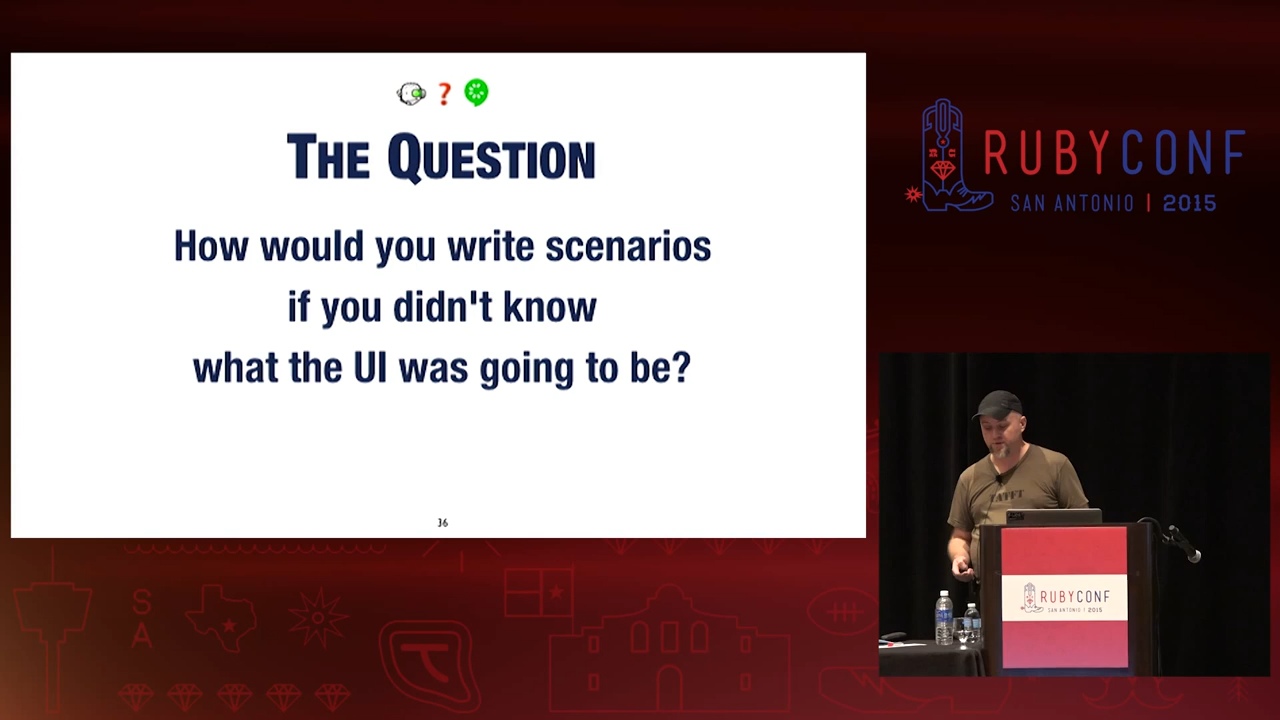 ?
THE QUESTION
How would you write scenarios
if you didn't know
what the UI was going to be?
36
RUBYCONF
SAN ANTONIO | 2015
TATFT
RUBYCONF
SAN ANTONIO | 2015
S
A